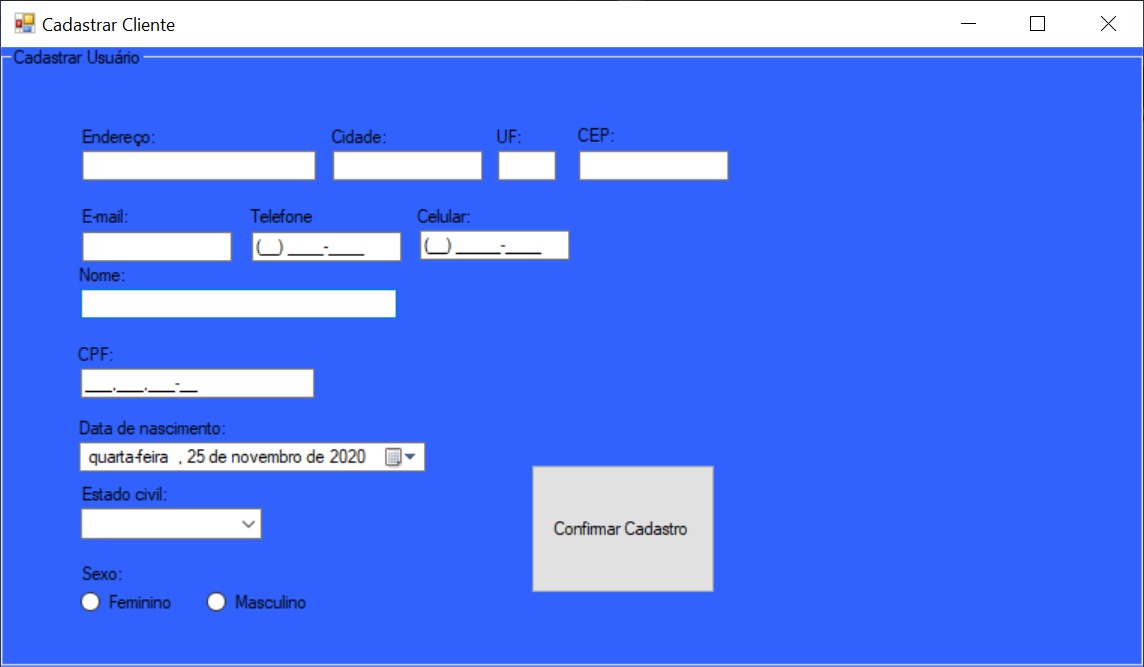 Cadastrar Cliente
Cadastrar Usuário
Endereço: Cidade: UF: CEP:
E-mail: Telefone Celular:
(__) ____-____ (__) _____-____
Nome:
CPF:
___.___.___-__
Data de nascimento:
quarta-feira , 25 de novembro de 2020
Estado civil:
Confirmar Cadastro
Sexo:
Feminino Masculino